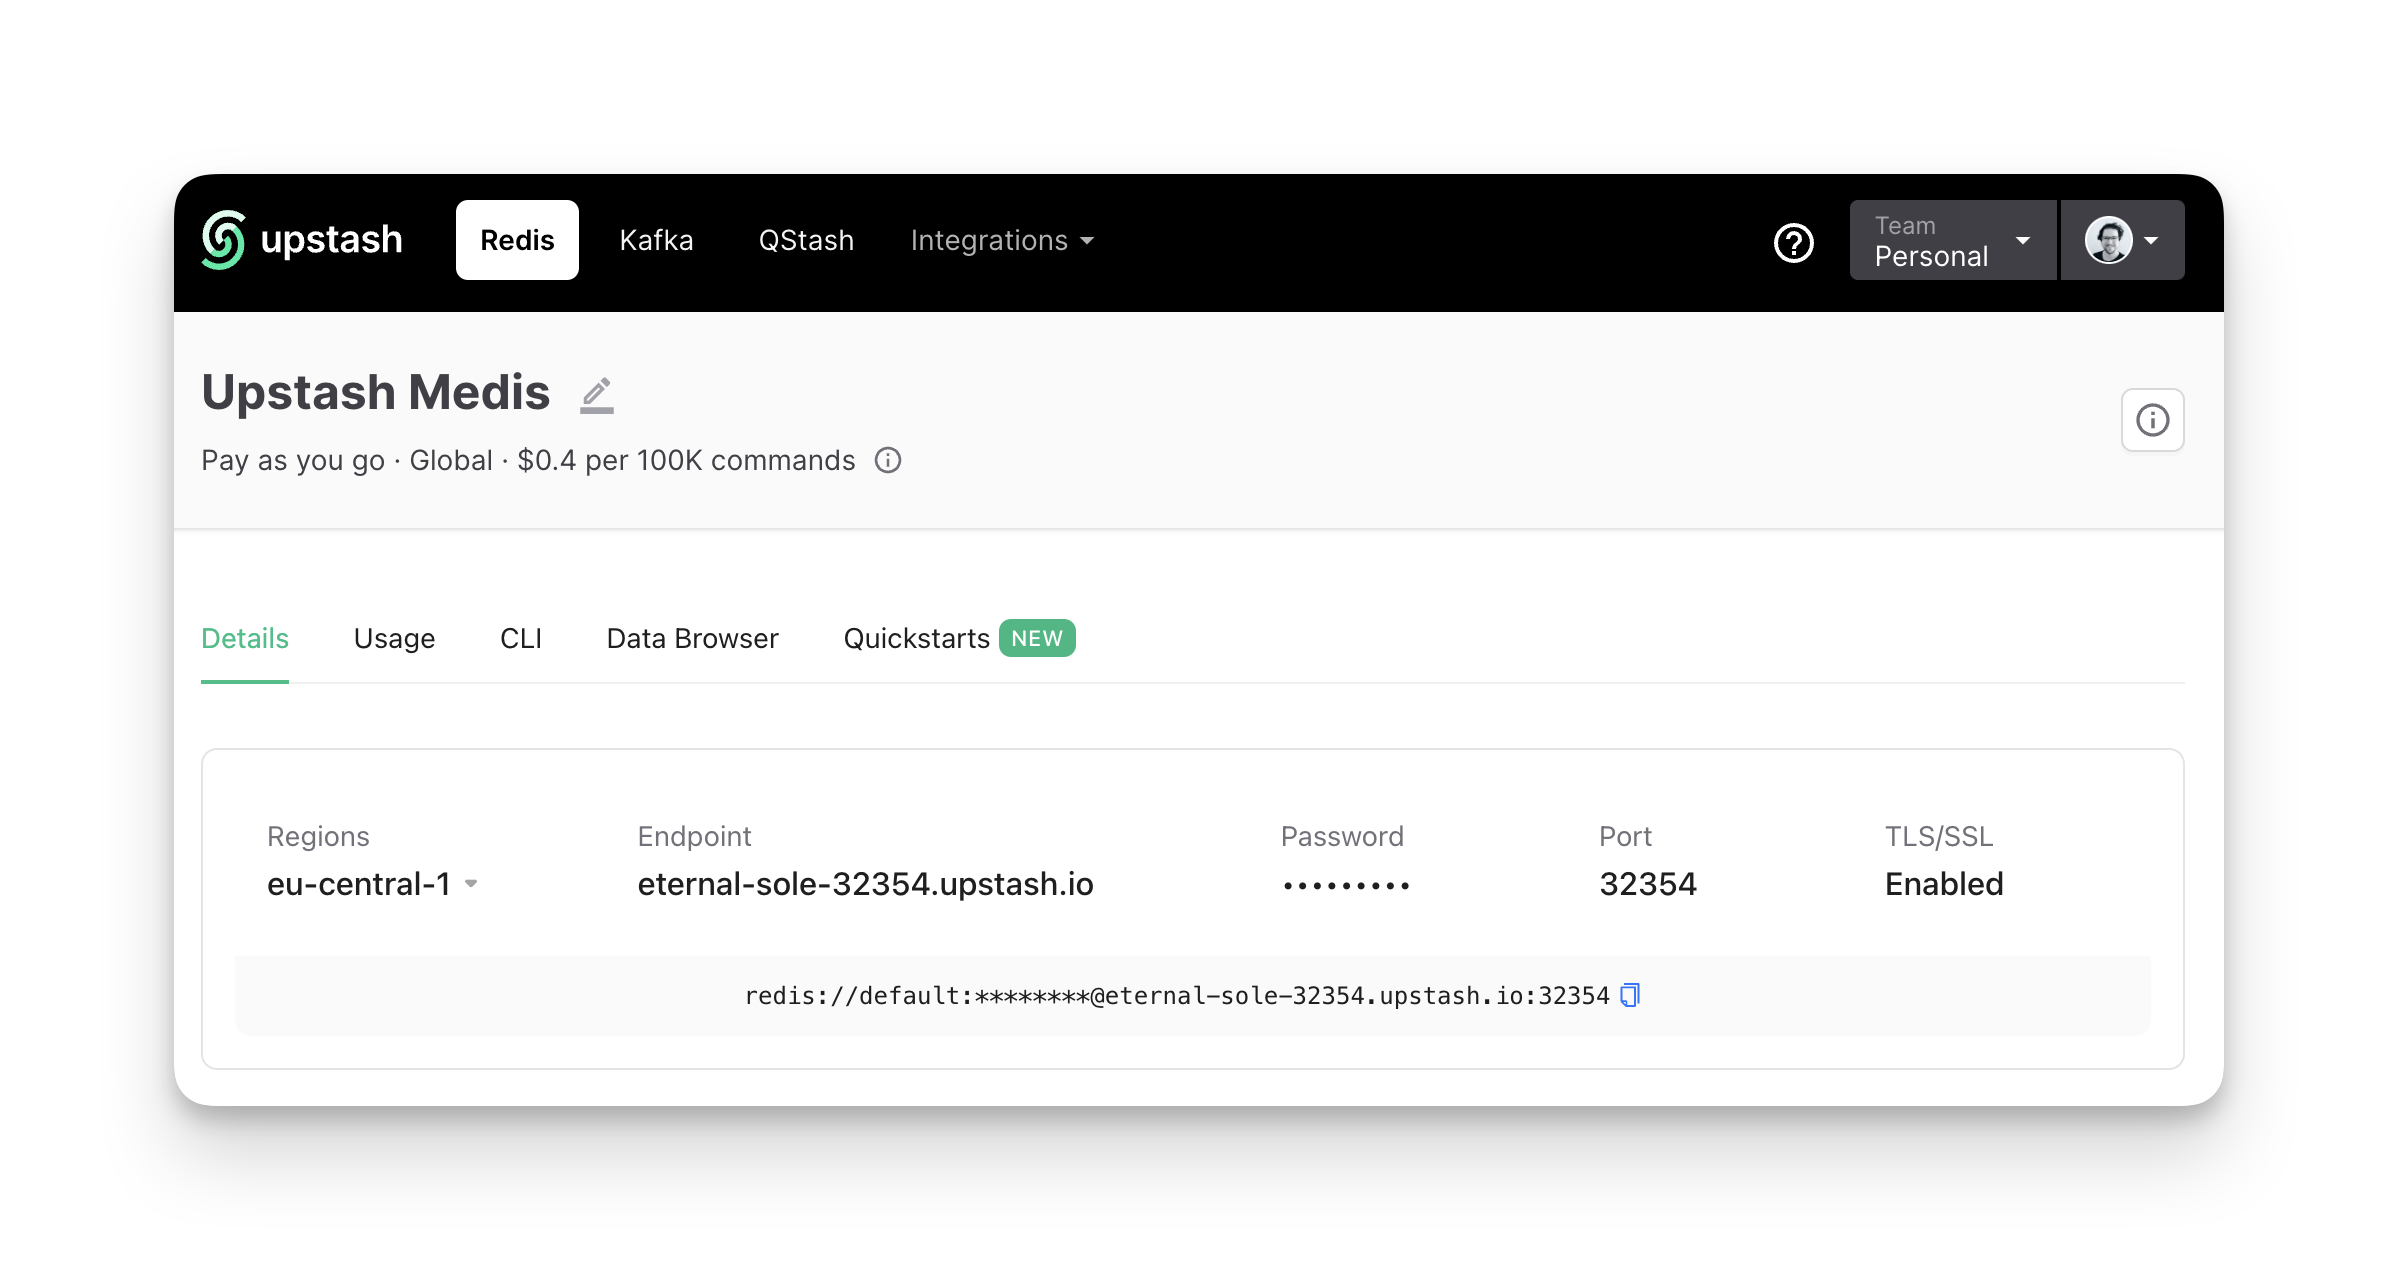 upstash Redis Kafka QStash Integrations Team
Personal
Upstash Medis
Pay as you go · Global · $0.4 per 100K commands
Details Usage CLI Data Browser Quickstarts NEW
Regions Endpoint Password Port TLS/SSL
eu-central-1 eternal-sole-32354.upstash.io ••••••••• 32354 Enabled
redis://default:********@eternal-sole-32354.upstash.io:32354